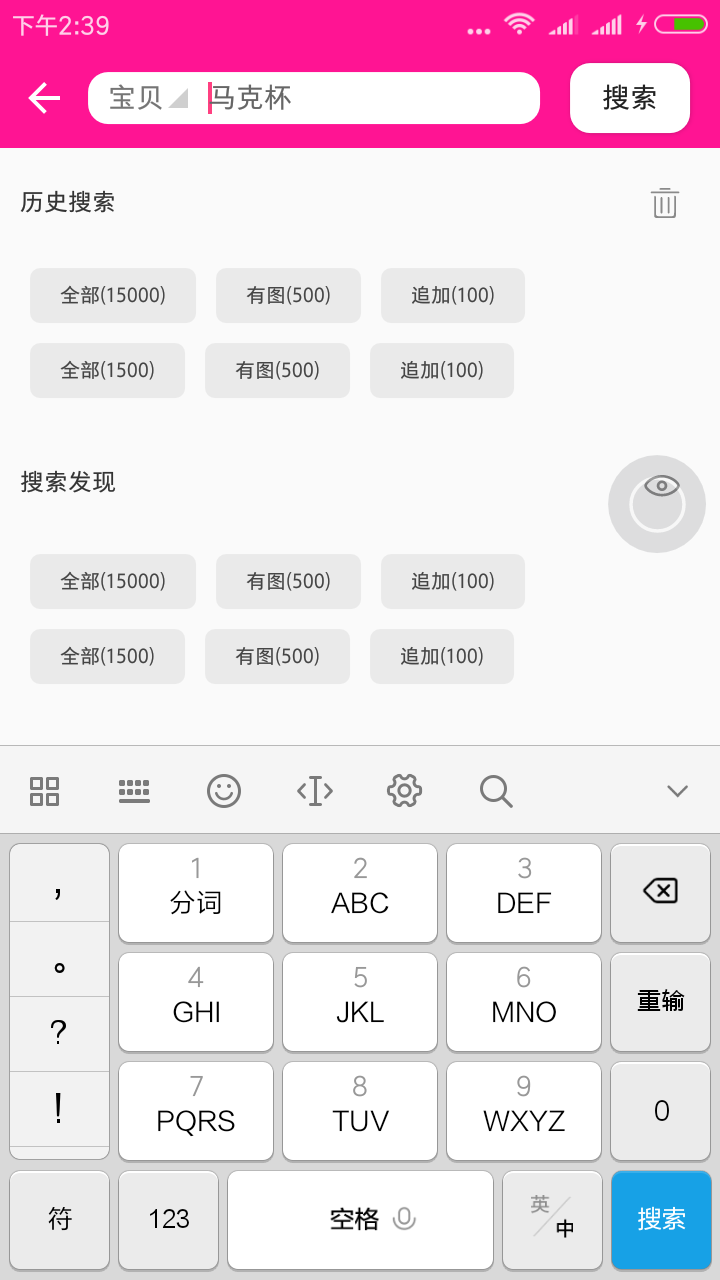 下午2:39
宝贝 马克杯 搜索
历史搜索
全部(15000) 有图(500) 追加(100)
全部(1500) 有图(500) 追加(100)
搜索发现
全部(15000) 有图(500) 追加(100)
全部(1500) 有图(500) 追加(100)
, 1 2 3
分词 ABC DEF
。 4 5 6 重输
? GHI JKL MNO
! 7 8 9 0
PQRS TUV WXYZ
符 123 空格 英/中 搜索